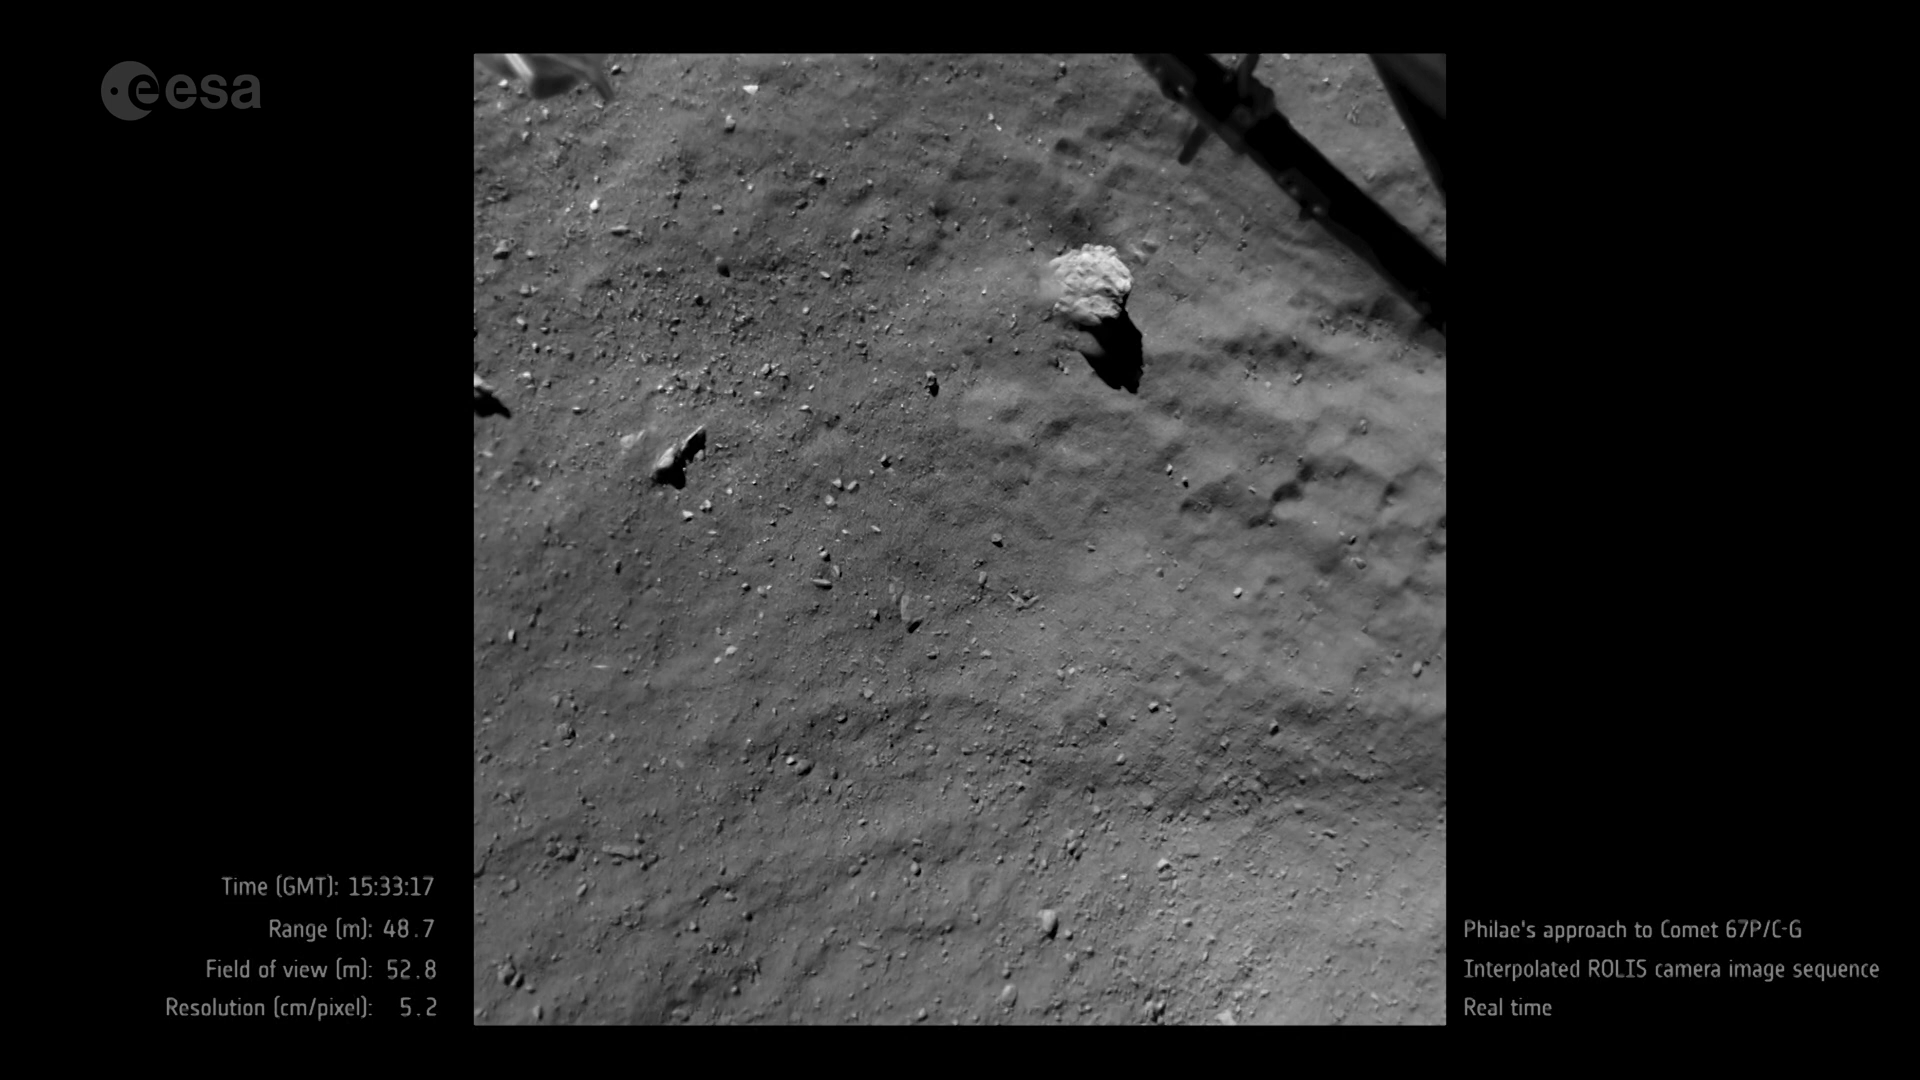 esa
Time (GMT): 15:33:17
Range (m): 48.7
Field of view (m): 52.8
Resolution (cm/pixel): 5.2
Philae's approach to Comet 67P/C-G
Interpolated ROLIS camera image sequence
Real time